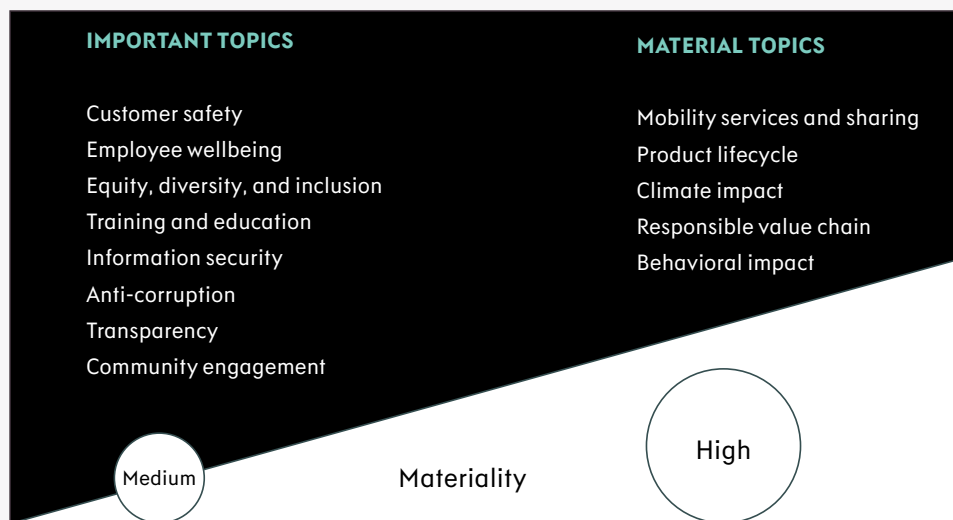 IMPORTANT TOPICS
Customer safety
Employee wellbeing
Equity, diversity, and inclusion
Training and education
Information security
Anti-corruption
Transparency
Community engagement
MATERIAL TOPICS
Mobility services and sharing
Product lifecycle
Climate impact
Responsible value chain
Behavioral impact
Medium
Materiality
High